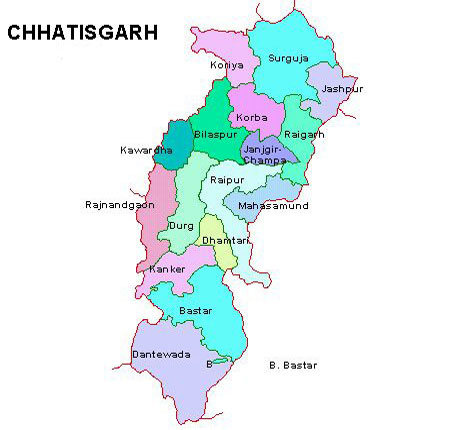 CHHATISGARH
Koriya
Surguja
Jashpur
Korba
Bilaspur
Raigarh
Kawardha
Janjgir-
Champa
Raipur
Rajnandgaon
Mahasamund
Durg
Dhamtari
Kanker
Bastar
Dantewada
B
B. Bastar